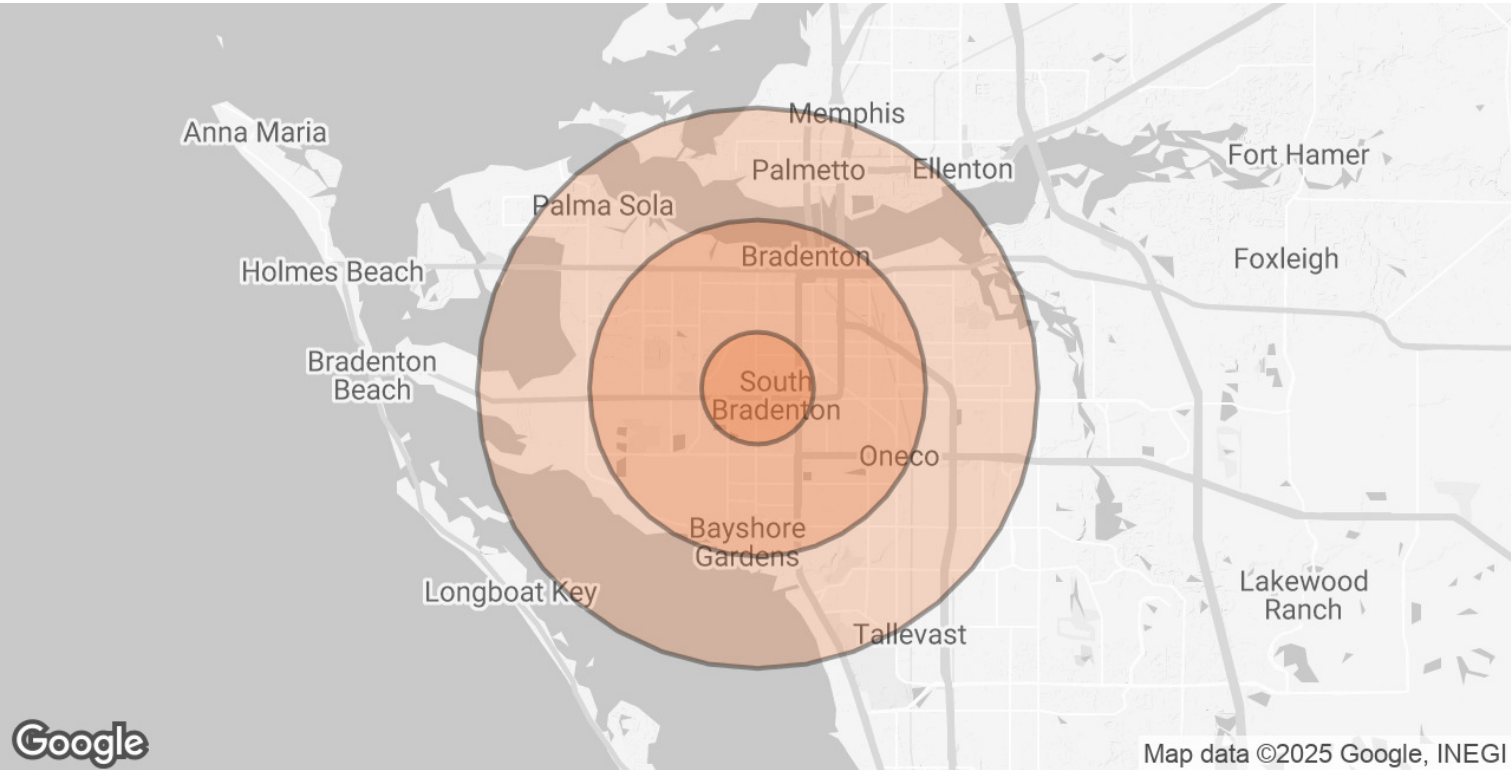 Memphis
Anna Maria
Fort Hamer
Palmetto
Ellenton
Palma Sola
Bradenton
Foxleigh
Holmes Beach
Bradenton
Beach
South
Bradenton
Oneco
Bayshore
Gardens
Longboat Key
Lakewood
Ranch
Tallevast
Google
Map data ©2025 Google, INEGI